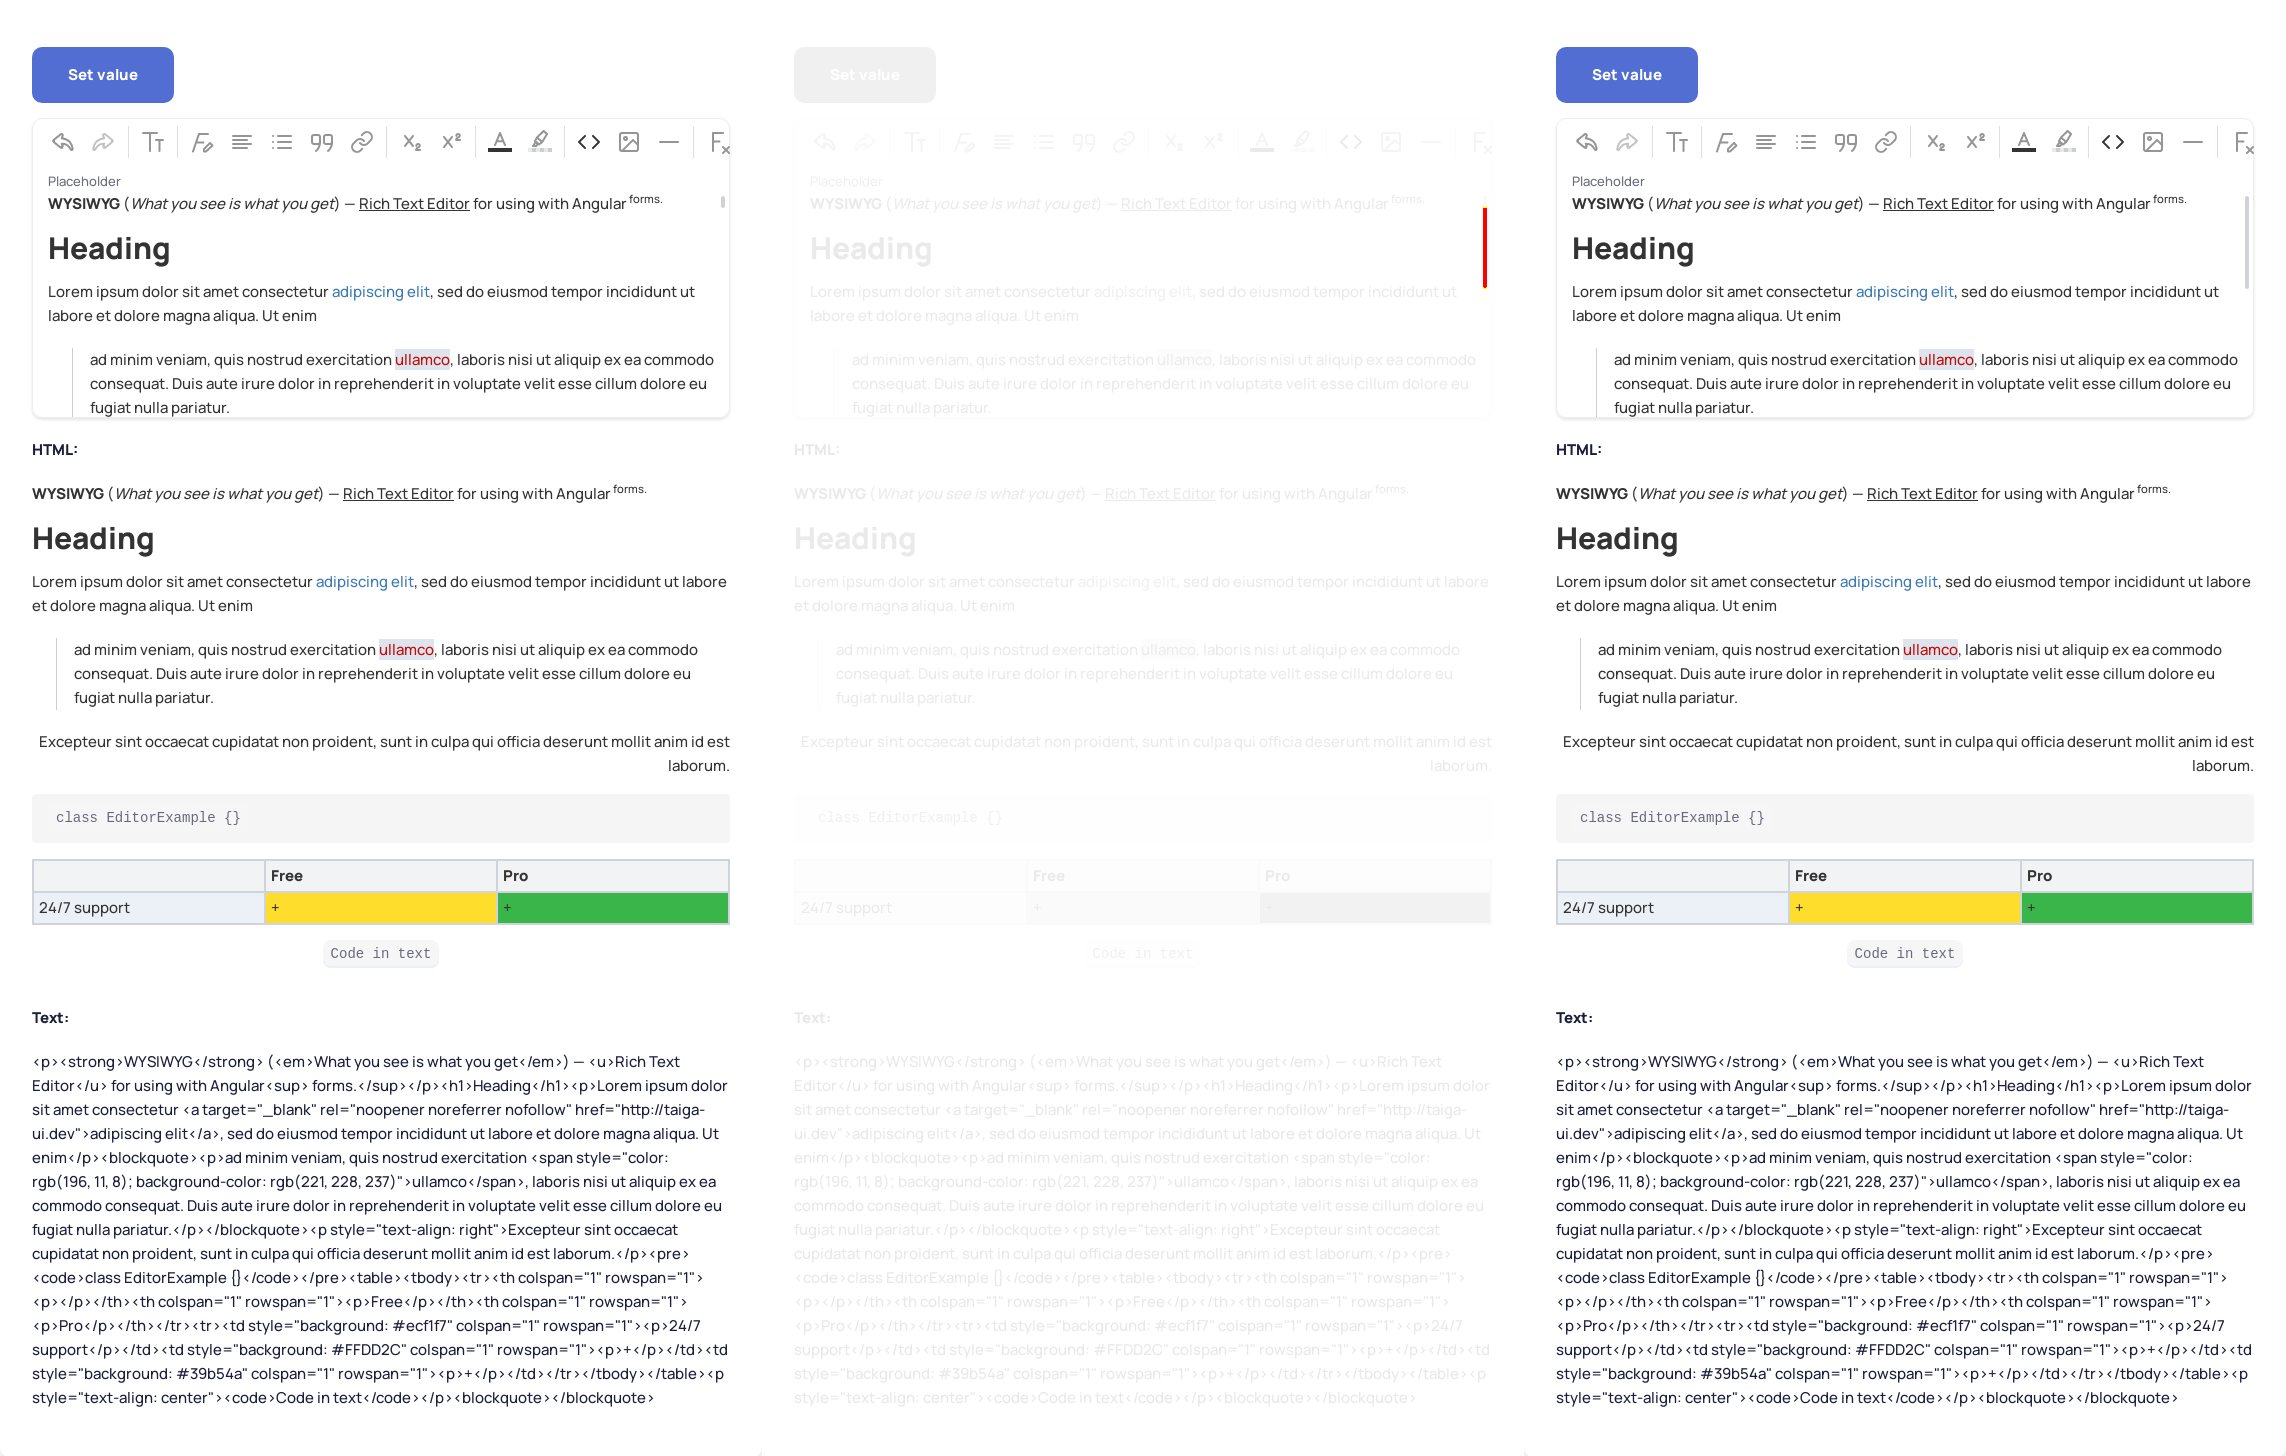 Set value
Placeholder
WYSIWYG (What you see is what you get) — Rich Text Editor for using with Angular forms.
Heading
Lorem ipsum dolor sit amet consectetur adipiscing elit, sed do eiusmod tempor incididunt ut
labore et dolore magna aliqua. Ut enim
ad minim veniam, quis nostrud exercitation ullamco, laboris nisi ut aliquip ex ea commodo
consequat. Duis aute irure dolor in reprehenderit in voluptate velit esse cillum dolore eu
fugiat nulla pariatur.
HTML:
WYSIWYG (What you see is what you get) — Rich Text Editor for using with Angular forms.
Heading
Lorem ipsum dolor sit amet consectetur adipiscing elit, sed do eiusmod tempor incididunt ut labore
et dolore magna aliqua. Ut enim
ad minim veniam, quis nostrud exercitation ullamco, laboris nisi ut aliquip ex ea commodo
consequat. Duis aute irure dolor in reprehenderit in voluptate velit esse cillum dolore eu
fugiat nulla pariatur.
Excepteur sint occaecat cupidatat non proident, sunt in culpa qui officia deserunt mollit anim id est
laborum.
class EditorExample {}
Free Pro
24/7 support + +
Code in text
Text:
<p><strong>WYSIWYG</strong> (<em>What you see is what you get</em>) — <u>Rich Text
Editor</u> for using with Angular<sup> forms.</sup></p><h1>Heading</h1><p>Lorem ipsum dolor
sit amet consectetur <a target="_blank" rel="noopener noreferrer nofollow" href="http://taiga-
ui.dev">adipiscing elit</a>, sed do eiusmod tempor incididunt ut labore et dolore magna aliqua. Ut
enim</p><blockquote><p>ad minim veniam, quis nostrud exercitation <span style="color:
rgb(196, 11, 8); background-color: rgb(221, 228, 237)">ullamco</span>, laboris nisi ut aliquip ex ea
commodo consequat. Duis aute irure dolor in reprehenderit in voluptate velit esse cillum dolore eu
fugiat nulla pariatur.</p></blockquote><p style="text-align: right">Excepteur sint occaecat
cupidatat non proident, sunt in culpa qui officia deserunt mollit anim id est laborum.</p><pre>
<code>class EditorExample {}</code></pre><table><tbody><tr><th colspan="1" rowspan="1">
<p></p></th><th colspan="1" rowspan="1"><p>Free</p></th><th colspan="1" rowspan="1">
<p>Pro</p></th></tr><tr><td style="background: #ecf1f7" colspan="1" rowspan="1"><p>24/7
support</p></td><td style="background: #FFDD2C" colspan="1" rowspan="1"><p>+</p></td><td
style="background: #39b54a" colspan="1" rowspan="1"><p>+</p></td></tr></tbody></table><p
style="text-align: center"><code>Code in text</code></p><blockquote></blockquote>
Set value
Placeholder
WYSIWYG (What you see is what you get) — Rich Text Editor for using with Angular forms.
Heading
Lorem ipsum dolor sit amet consectetur adipiscing elit, sed do eiusmod tempor incididunt ut
labore et dolore magna aliqua. Ut enim
ad minim veniam, quis nostrud exercitation ullamco, laboris nisi ut aliquip ex ea commodo
consequat. Duis aute irure dolor in reprehenderit in voluptate velit esse cillum dolore eu
fugiat nulla pariatur.
HTML:
WYSIWYG (What you see is what you get) — Rich Text Editor for using with Angular forms.
Heading
Lorem ipsum dolor sit amet consectetur adipiscing elit, sed do eiusmod tempor incididunt ut labore
et dolore magna aliqua. Ut enim
ad minim veniam, quis nostrud exercitation ullamco, laboris nisi ut aliquip ex ea commodo
consequat. Duis aute irure dolor in reprehenderit in voluptate velit esse cillum dolore eu
fugiat nulla pariatur.
Excepteur sint occaecat cupidatat non proident, sunt in culpa qui officia deserunt mollit anim id est
laborum.
class EditorExample {}
Free Pro
24/7 support + +
Code in text
Text:
<p><strong>WYSIWYG</strong> (<em>What you see is what you get</em>) — <u>Rich Text
Editor</u> for using with Angular<sup> forms.</sup></p><h1>Heading</h1><p>Lorem ipsum dolor
sit amet consectetur <a target="_blank" rel="noopener noreferrer nofollow" href="http://taiga-
ui.dev">adipiscing elit</a>, sed do eiusmod tempor incididunt ut labore et dolore magna aliqua. Ut
enim</p><blockquote><p>ad minim veniam, quis nostrud exercitation <span style="color:
rgb(196, 11, 8); background-color: rgb(221, 228, 237)">ullamco</span>, laboris nisi ut aliquip ex ea
commodo consequat. Duis aute irure dolor in reprehenderit in voluptate velit esse cillum dolore eu
fugiat nulla pariatur.</p></blockquote><p style="text-align: right">Excepteur sint occaecat
cupidatat non proident, sunt in culpa qui officia deserunt mollit anim id est laborum.</p><pre>
<code>class EditorExample {}</code></pre><table><tbody><tr><th colspan="1" rowspan="1">
<p></p></th><th colspan="1" rowspan="1"><p>Free</p></th><th colspan="1" rowspan="1">
<p>Pro</p></th></tr><tr><td style="background: #ecf1f7" colspan="1" rowspan="1"><p>24/7
support</p></td><td style="background: #FFDD2C" colspan="1" rowspan="1"><p>+</p></td><td
style="background: #39b54a" colspan="1" rowspan="1"><p>+</p></td></tr></tbody></table><p
style="text-align: center"><code>Code in text</code></p><blockquote></blockquote>
Set value
Placeholder
WYSIWYG (What you see is what you get) — Rich Text Editor for using with Angular forms.
Heading
Lorem ipsum dolor sit amet consectetur adipiscing elit, sed do eiusmod tempor incididunt ut
labore et dolore magna aliqua. Ut enim
ad minim veniam, quis nostrud exercitation ullamco, laboris nisi ut aliquip ex ea commodo
consequat. Duis aute irure dolor in reprehenderit in voluptate velit esse cillum dolore eu
fugiat nulla pariatur.
HTML:
WYSIWYG (What you see is what you get) — Rich Text Editor for using with Angular forms.
Heading
Lorem ipsum dolor sit amet consectetur adipiscing elit, sed do eiusmod tempor incididunt ut labore
et dolore magna aliqua. Ut enim
ad minim veniam, quis nostrud exercitation ullamco, laboris nisi ut aliquip ex ea commodo
consequat. Duis aute irure dolor in reprehenderit in voluptate velit esse cillum dolore eu
fugiat nulla pariatur.
Excepteur sint occaecat cupidatat non proident, sunt in culpa qui officia deserunt mollit anim id est
laborum.
class EditorExample {}
Free Pro
24/7 support + +
Code in text
Text:
<p><strong>WYSIWYG</strong> (<em>What you see is what you get</em>) — <u>Rich Text
Editor</u> for using with Angular<sup> forms.</sup></p><h1>Heading</h1><p>Lorem ipsum dolor
sit amet consectetur <a target="_blank" rel="noopener noreferrer nofollow" href="http://taiga-
ui.dev">adipiscing elit</a>, sed do eiusmod tempor incididunt ut labore et dolore magna aliqua. Ut
enim</p><blockquote><p>ad minim veniam, quis nostrud exercitation <span style="color:
rgb(196, 11, 8); background-color: rgb(221, 228, 237)">ullamco</span>, laboris nisi ut aliquip ex ea
commodo consequat. Duis aute irure dolor in reprehenderit in voluptate velit esse cillum dolore eu
fugiat nulla pariatur.</p></blockquote><p style="text-align: right">Excepteur sint occaecat
cupidatat non proident, sunt in culpa qui officia deserunt mollit anim id est laborum.</p><pre>
<code>class EditorExample {}</code></pre><table><tbody><tr><th colspan="1" rowspan="1">
<p></p></th><th colspan="1" rowspan="1"><p>Free</p></th><th colspan="1" rowspan="1">
<p>Pro</p></th></tr><tr><td style="background: #ecf1f7" colspan="1" rowspan="1"><p>24/7
support</p></td><td style="background: #FFDD2C" colspan="1" rowspan="1"><p>+</p></td><td
style="background: #39b54a" colspan="1" rowspan="1"><p>+</p></td></tr></tbody></table><p
style="text-align: center"><code>Code in text</code></p><blockquote></blockquote>